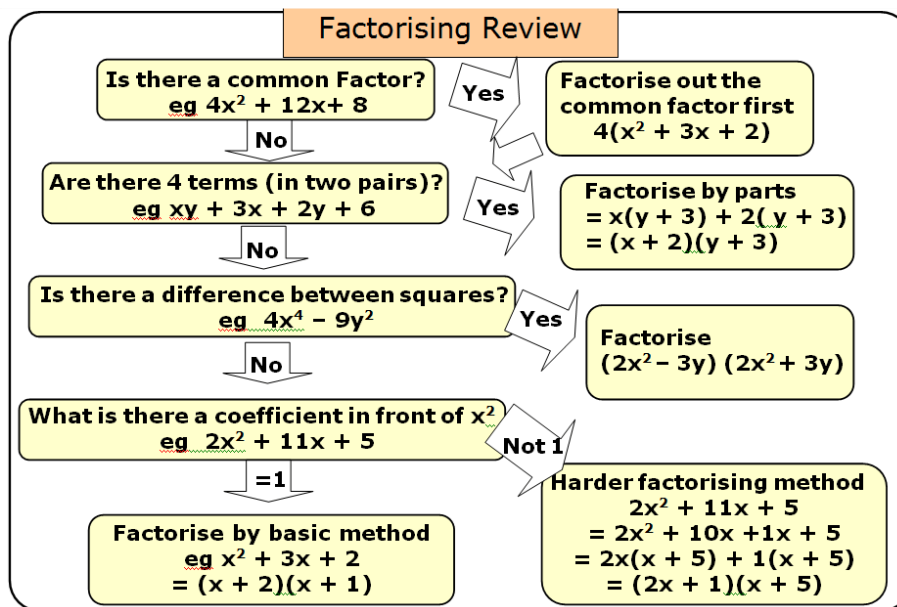 Factorising Review
Is there a common Factor?
eg 4x² + 12x+ 8
Yes
Factorise out the
common factor first
4(x² + 3x + 2)
No
Are there 4 terms (in two pairs)?
eg xy + 3x + 2y + 6
Yes
Factorise by parts
= x(y + 3) + 2( y + 3)
= (x + 2)(y + 3)
No
Is there a difference between squares?
eg  4x⁴ – 9y²
Yes
Factorise
(2x² – 3y) (2x² + 3y)
No
What is there a coefficient in front of x²
eg  2x² + 11x + 5
Not 1
=1
Harder factorising method
2x² + 11x + 5
= 2x² + 10x +1x + 5
= 2x(x + 5) + 1(x + 5)
= (2x + 1)(x + 5)
Factorise by basic method
eg x² + 3x + 2
= (x + 2)(x + 1)